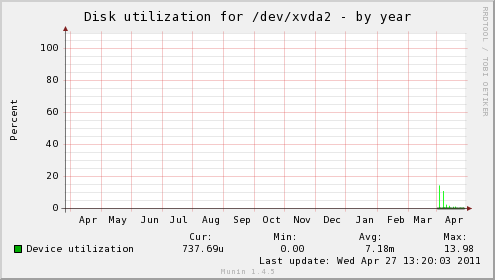 Disk utilization for /dev/xvda2 - by year
RRDTOOL / TOBI OETIKER
Percent
100
80
60
40
20
0
Apr May Jun Jul Aug Sep Oct Nov Dec Jan Feb Mar Apr
Cur: Min: Avg: Max:
Device utilization 737.69u 0.00 7.18m 13.98
Last update: Wed Apr 27 13:20:03 2011
Munin 1.4.5